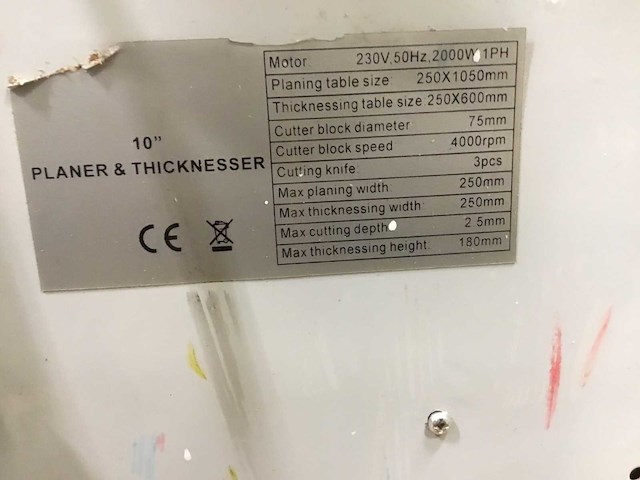 10"
PLANER & THICKNESSER
CE
Motor: 230V,50Hz,2000W,1PH
Planing table size: 250X1050mm
Thicknessing table size: 250X600mm
Cutter block diameter: 75mm
Cutter block speed 4000rpm
Cutting knife: 3pcs
Max planing width: 250mm
Max thicknessing width: 250mm
Max cutting depth: 2.5mm
Max thicknessing height: 180mm